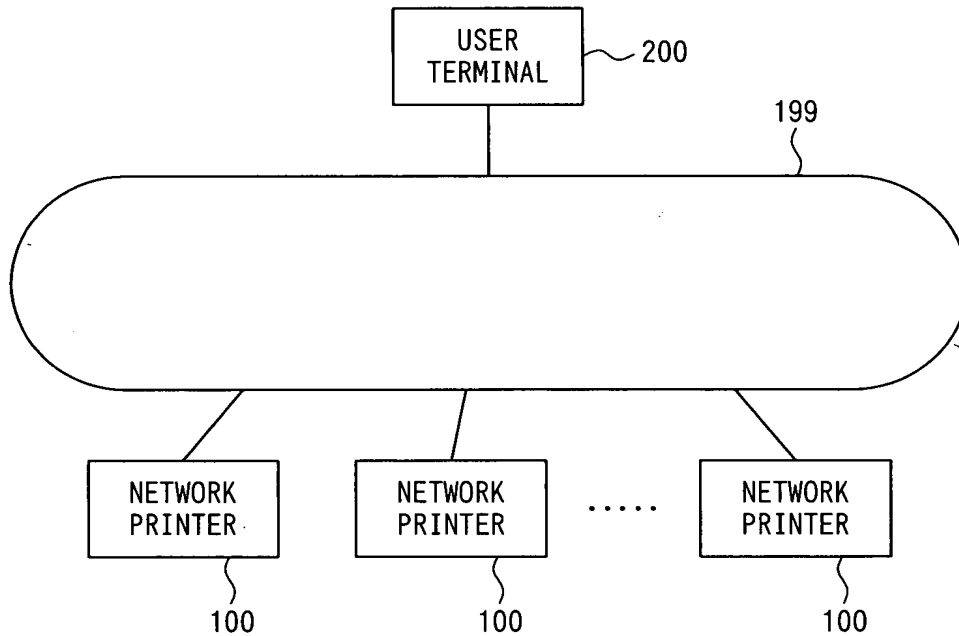 USER
TERMINAL
200
199
NETWORK
PRINTER
NETWORK
PRINTER
.....
NETWORK
PRINTER
100
100
100